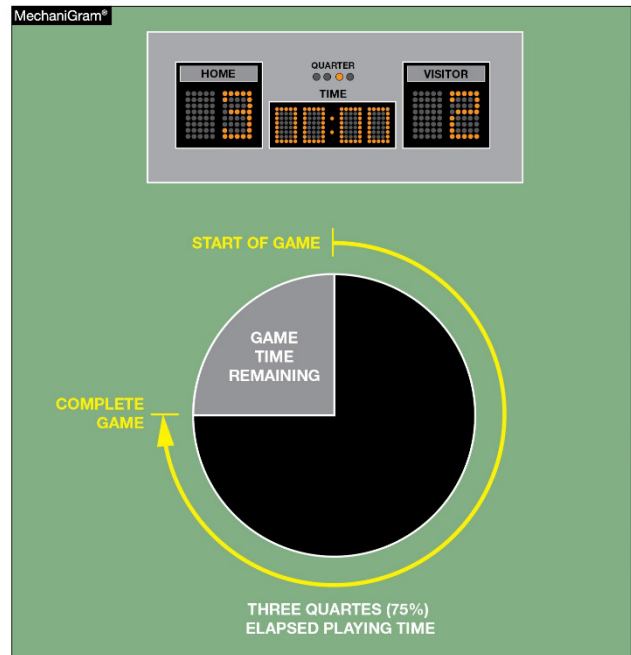 MechaniGram®
HOME
QUARTER
VISITOR
TIME
3
00:00
2
START OF GAME
GAME
TIME
REMAINING
COMPLETE
GAME
THREE QUARTES (75%)
ELAPSED PLAYING TIME